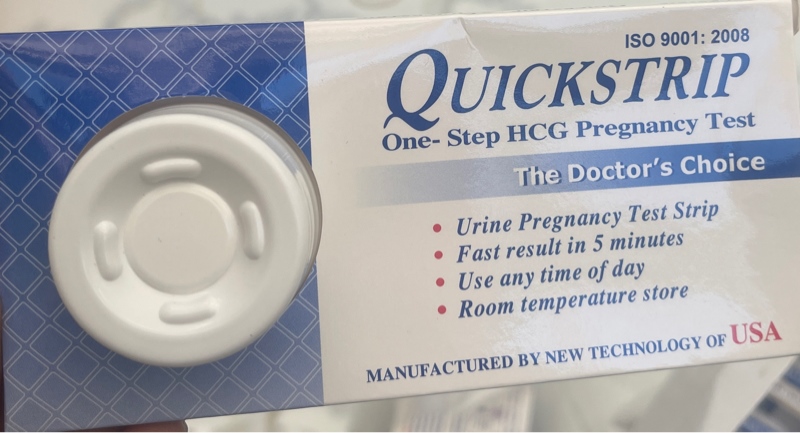 ISO 9001: 2008
QUICKSTRIP
One- Step HCG Pregnancy Test
The Doctor's Choice
• Urine Pregnancy Test Strip
• Fast result in 5 minutes
• Use any time of day
• Room temperature store
MANUFACTURED BY NEW TECHNOLOGY OF USA